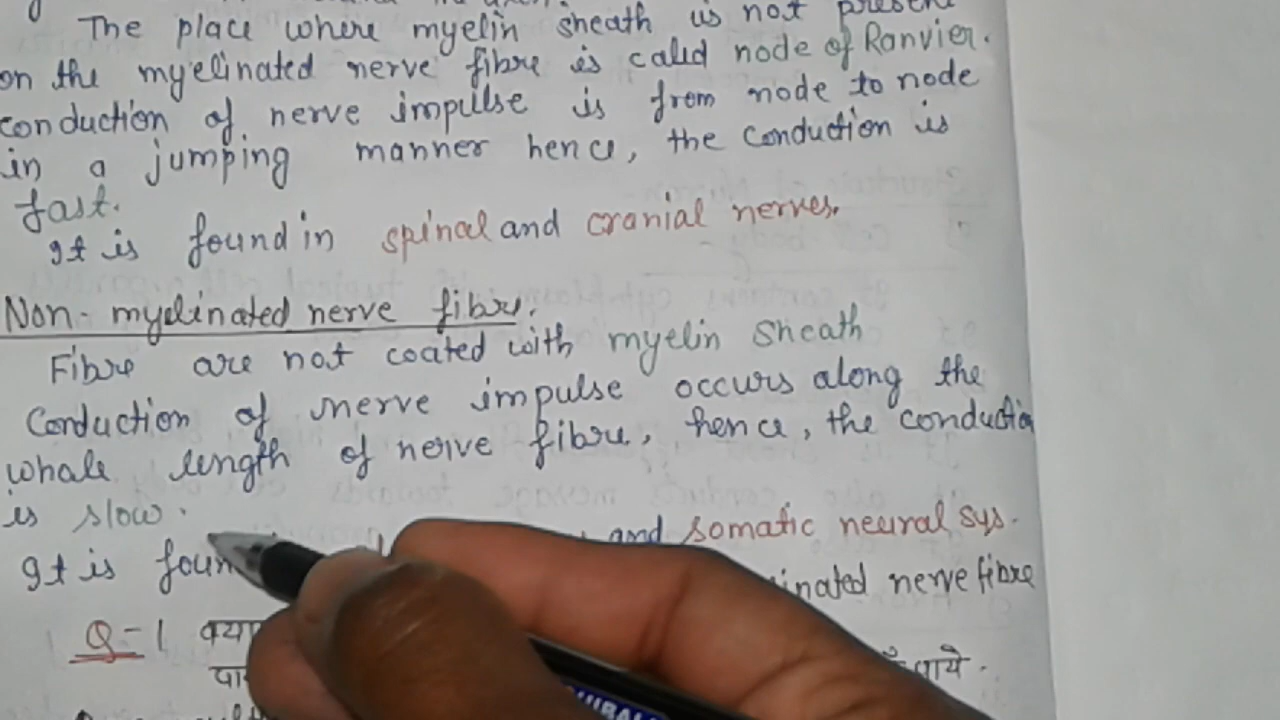 The place where myelin sheath is not present
on the myelinated nerve fibre is called node of Ranvier.
conduction of nerve impulse is from node to node
in a jumping manner hence, the conduction is
fast.
It is found in spinal and cranial nerves.
Non-myelinated nerve fibre.
Fibre are not coated with myelin sheath
Conduction of nerve impulse occurs along the
whole length of nerve fibre, hence, the conduction
is slow.
It is and somatic neural sys.
nerve fibre
Q-1